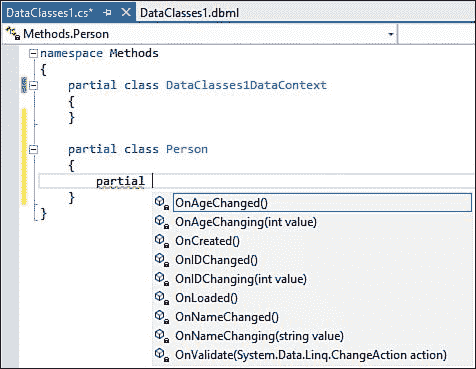 DataClasses1.cs* DataClasses1.dbml
Methods.Person
namespace Methods
{
partial class DataClasses1DataContext
{
}
partial class Person
{
partial
}
}
OnAgeChanged()
OnAgeChanging(int value)
OnCreated()
OnIDChanged()
OnIDChanging(int value)
OnLoaded()
OnNameChanged()
OnNameChanging(string value)
OnValidate(System.Data.Linq.ChangeAction action)